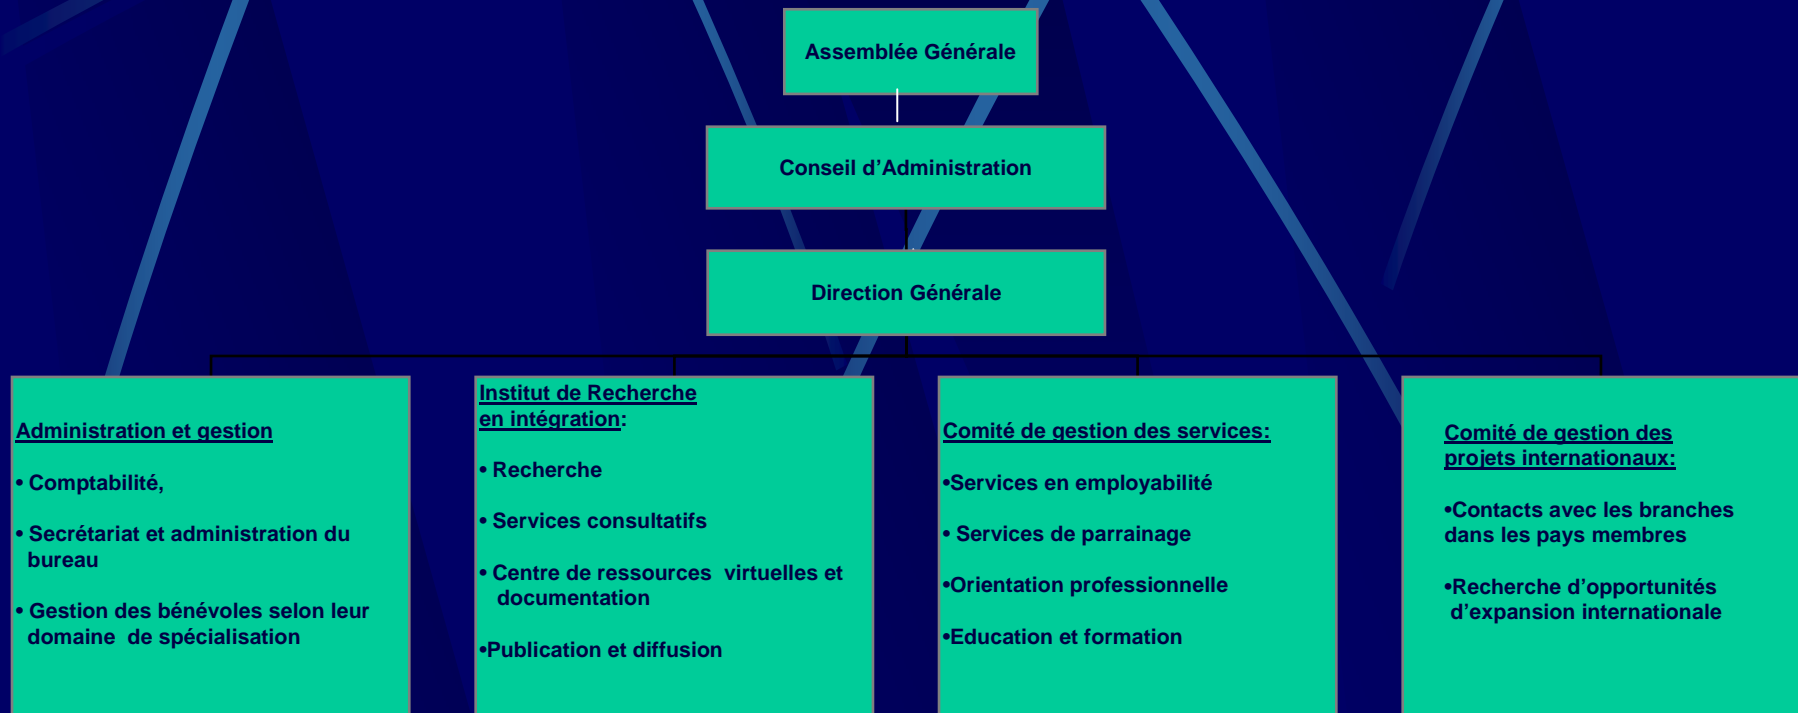 Assemblée Générale
Conseil d’Administration
Direction Générale
Administration et gestion
• Comptabilité,
• Secrétariat et administration du
bureau
• Gestion des bénévoles selon leur
domaine de spécialisation
Institut de Recherche
en intégration:
• Recherche
• Services consultatifs
• Centre de ressources virtuelles et
documentation
•Publication et diffusion
Comité de gestion des services:
•Services en employabilité
• Services de parrainage
•Orientation professionnelle
•Education et formation
Comité de gestion des
projets internationaux:
•Contacts avec les branches
dans les pays membres
•Recherche d’opportunités
d’expansion internationale